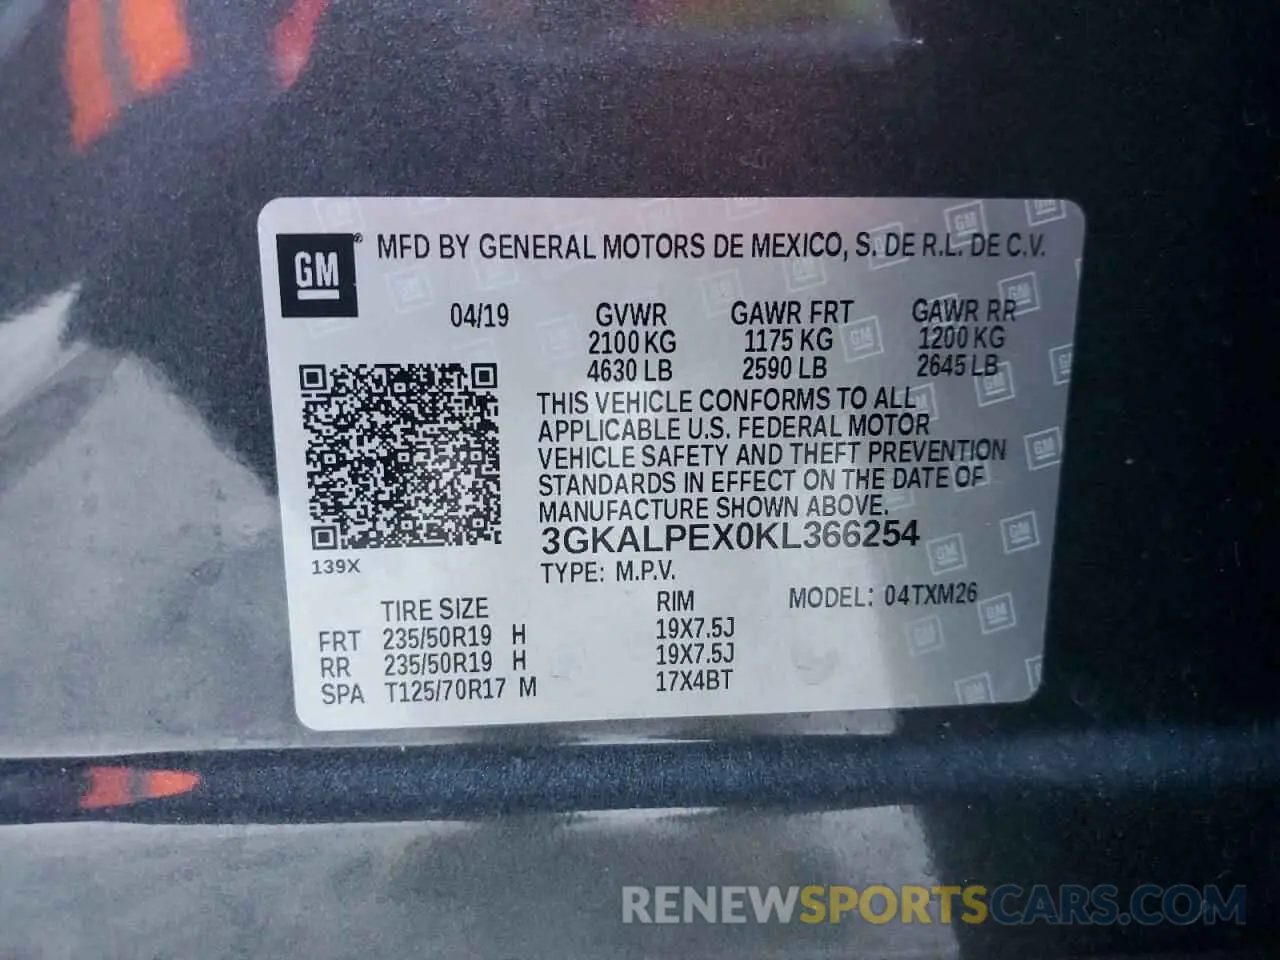 GM® MFD BY GENERAL MOTORS DE MEXICO, S. DE R.L. DE C.V.
04/19 GVWR GAWR FRT GAWR RR
2100 KG 1175 KG 1200 KG
4630 LB 2590 LB 2645 LB
THIS VEHICLE CONFORMS TO ALL
APPLICABLE U.S. FEDERAL MOTOR
VEHICLE SAFETY AND THEFT PREVENTION
STANDARDS IN EFFECT ON THE DATE OF
MANUFACTURE SHOWN ABOVE.
3GKALPEX0KL366254
139X
TYPE: M.P.V.
MODEL: 04TXM26
TIRE SIZE RIM
FRT 235/50R19 H 19X7.5J
RR 235/50R19 H 19X7.5J
SPA T125/70R17 M 17X4BT
RENEWSPORTSCARS.COM